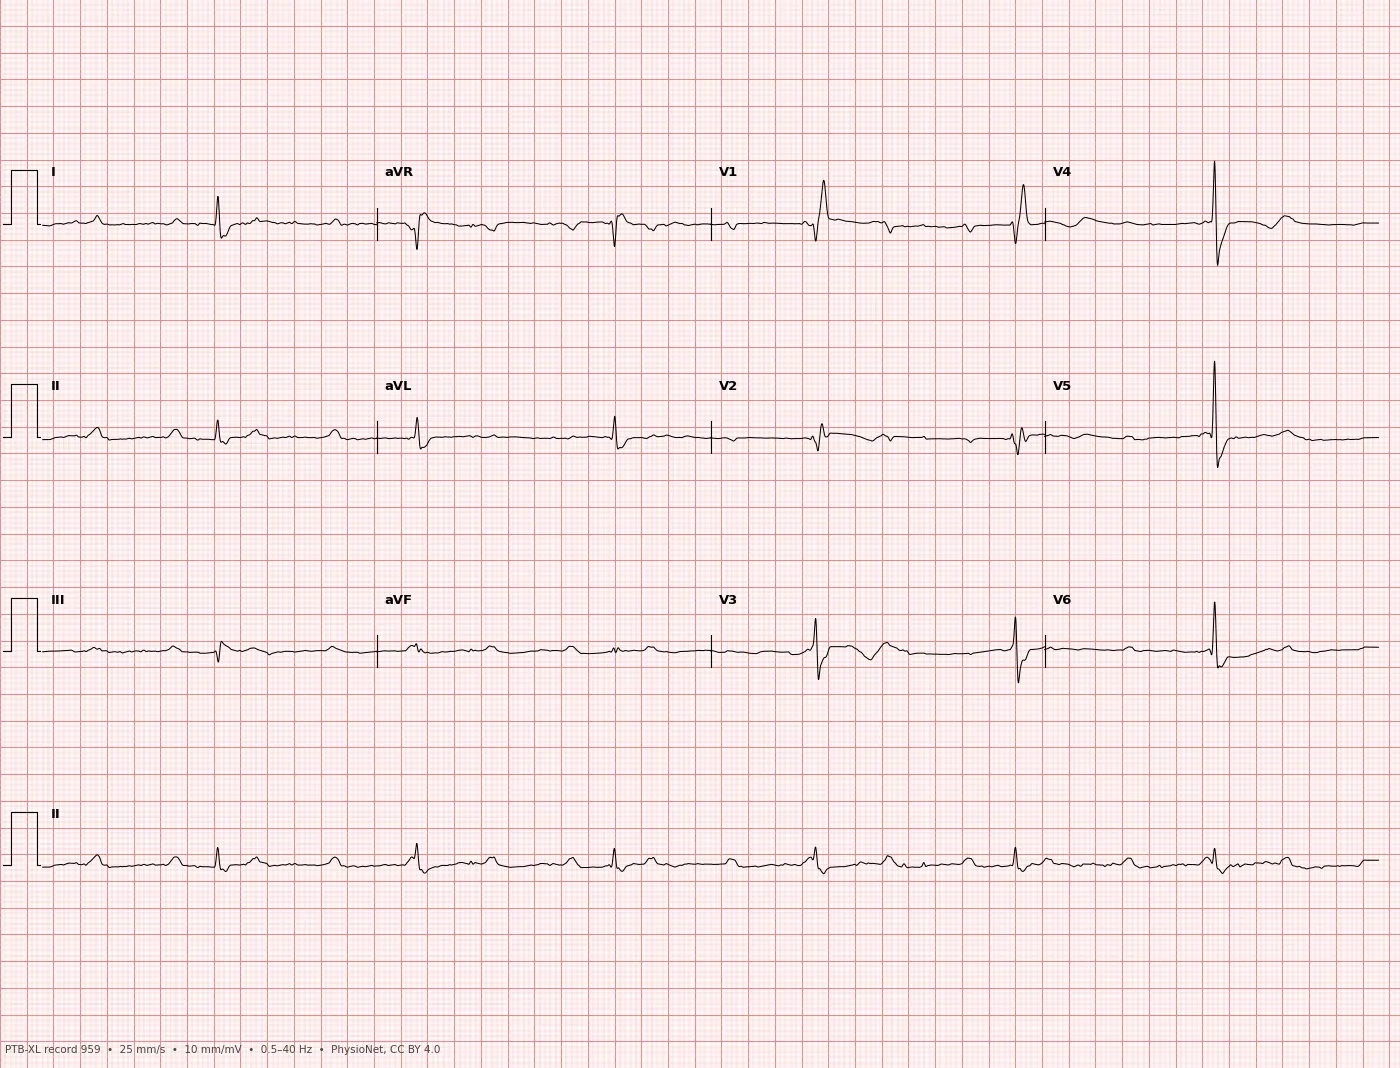 I aVR V1 V4
II aVL V2 V5
III aVF V3 V6
II
PTB-XL record 959 • 25 mm/s • 10 mm/mV • 0.5–40 Hz • PhysioNet, CC BY 4.0